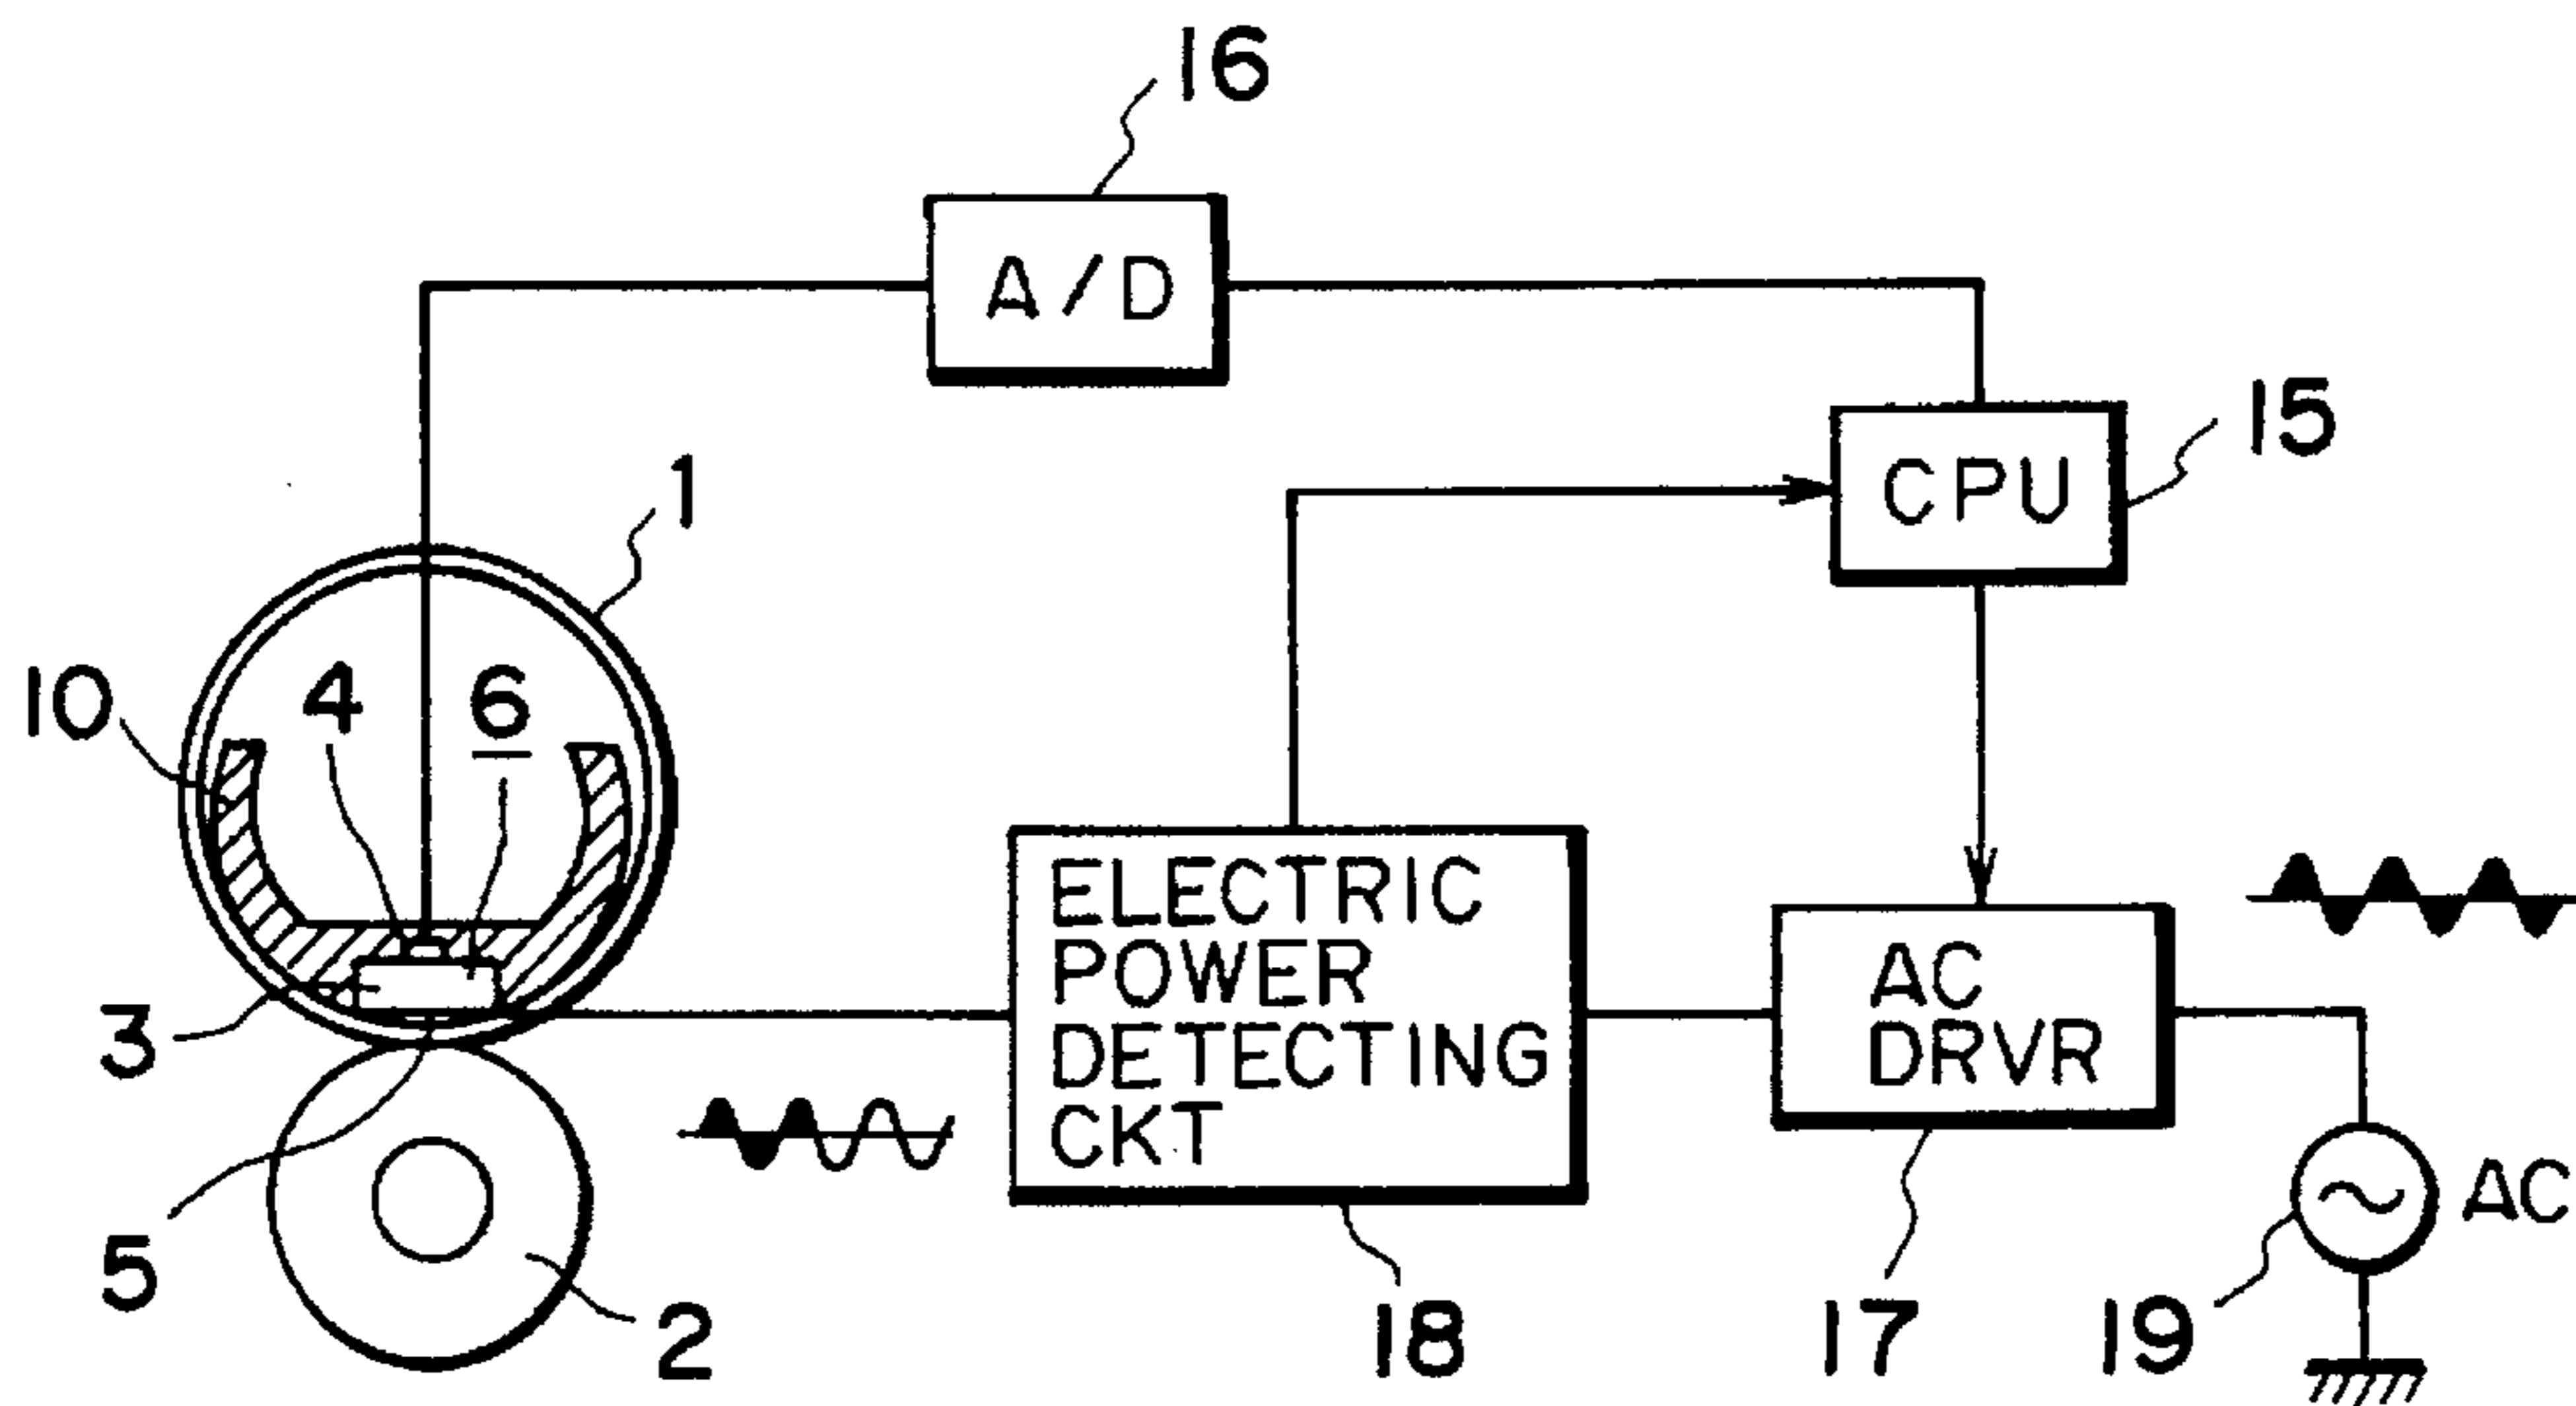 16
A/D
15
CPU
1
10
4
6
ELECTRIC
POWER
DETECTING
CKT
AC
DRVR
3
5
2
18
17
19
AC